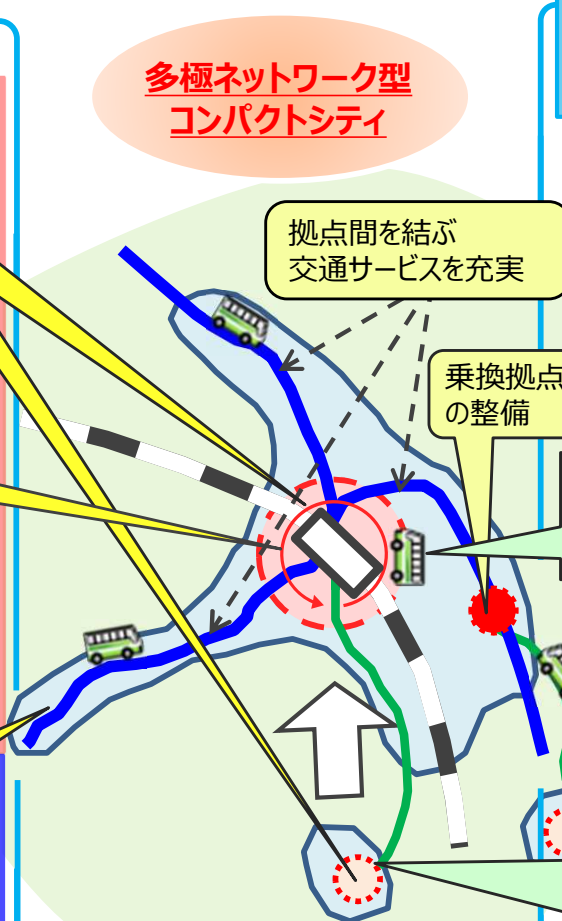 多極ネットワーク型
コンパクトシティ
拠点間を結ぶ
交通サービスを充実
乗換拠点
の整備